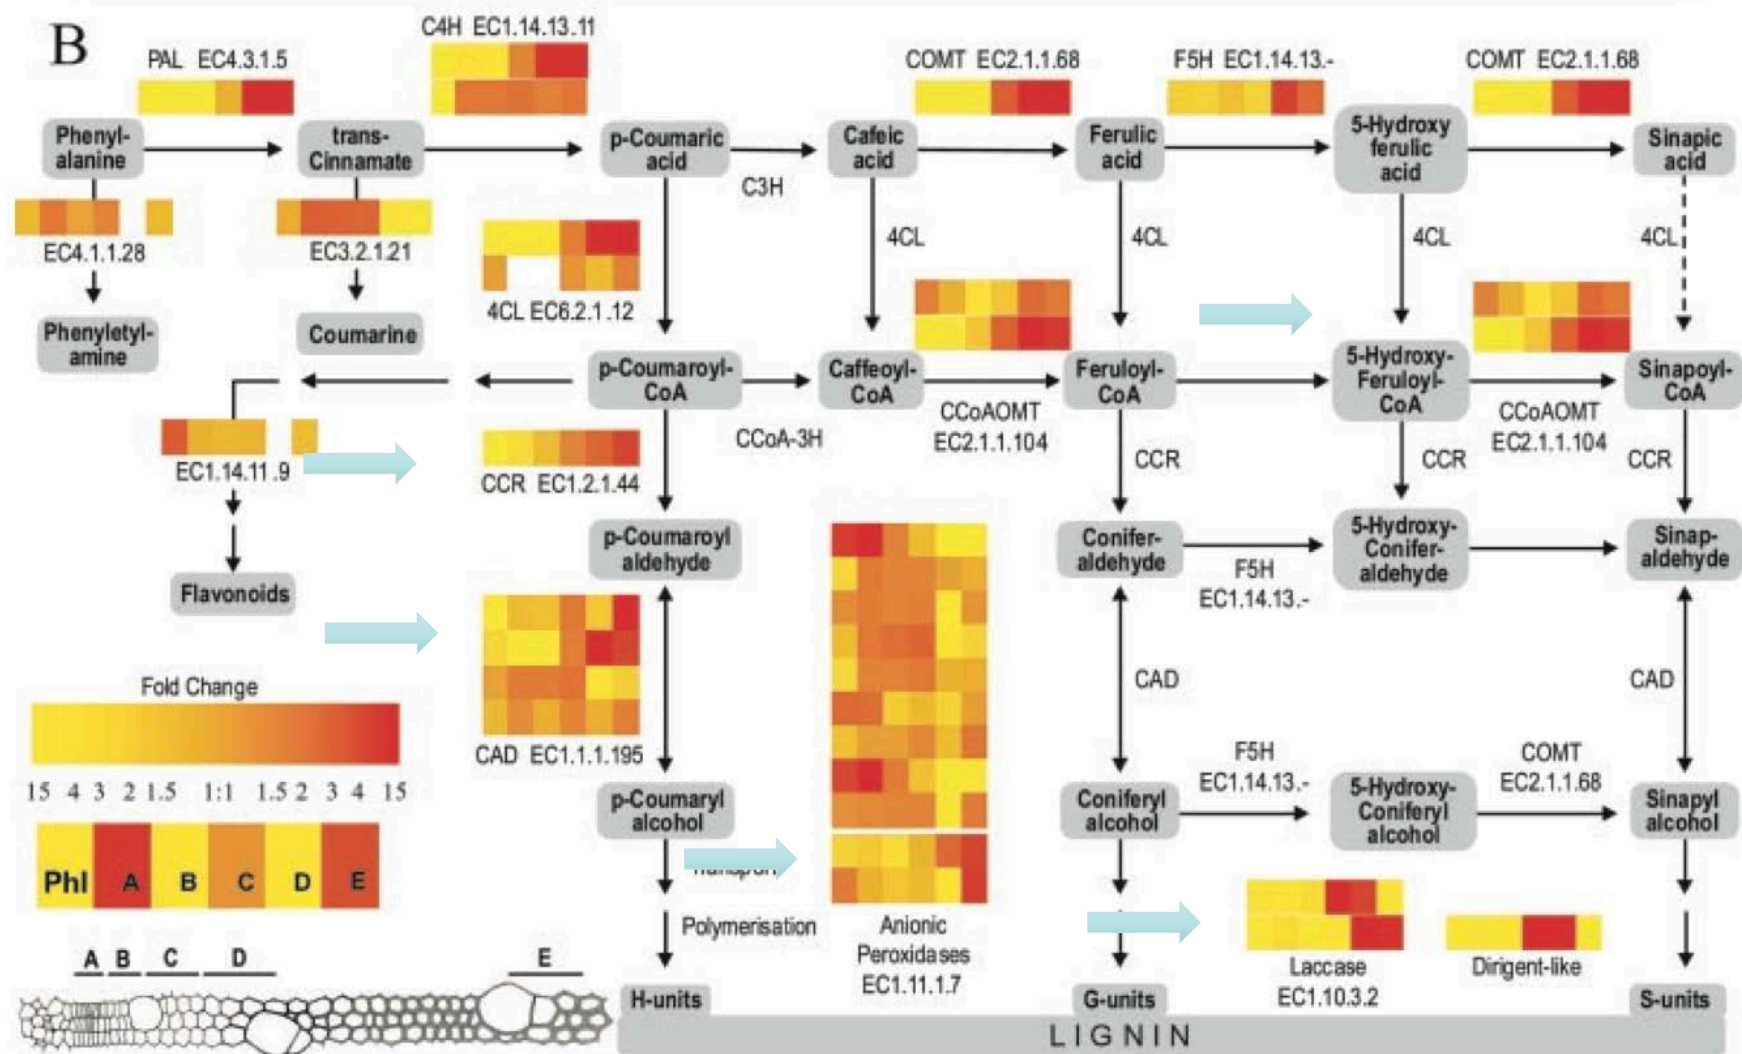 B
PAL EC4.3.1.5
C4H EC1.14.13.11
COMT EC2.1.1.68
F5H EC1.14.13.-
COMT EC2.1.1.68
Phenyl-
alanine
trans-
Cinnamate
p-Coumaric
acid
Cafeic
acid
Ferulic
acid
5-Hydroxy
ferulic
acid
Sinapic
acid
C3H
EC4.1.1.28
EC3.2.1.21
4CL EC6.2.1.12
4CL
4CL
4CL
4CL
Phenyletyl-
amine
Coumarine
p-Coumaroyl-
CoA
Caffeoyl-
CoA
Feruloyl-
CoA
5-Hydroxy-
Feruloyl-
CoA
Sinapoyl-
CoA
CCoA-3H
CCoAOMT
EC2.1.1.104
CCoAOMT
EC2.1.1.104
EC1.14.11.9
CCR EC1.2.1.44
CCR
CCR
CCR
Flavonoids
p-Coumaroyl
aldehyde
Conifer-
aldehyde
5-Hydroxy-
Conifer-
aldehyde
Sinap-
aldehyde
F5H
EC1.14.13.-
CAD EC1.1.1.195
CAD
CAD
Fold Change
15 4 3 2 1.5 1:1 1.5 2 3 4 15
Phl A B C D E
p-Coumaryl
alcohol
Coniferyl
alcohol
F5H
EC1.14.13.-
5-Hydroxy-
Coniferyl
alcohol
COMT
EC2.1.1.68
Sinapyl
alcohol
Polymerisation
Anionic
Peroxidases
EC1.11.1.7
Laccase
EC1.10.3.2
Dirigent-like
A B C D E
H-units
G-units
S-units
LIGNIN